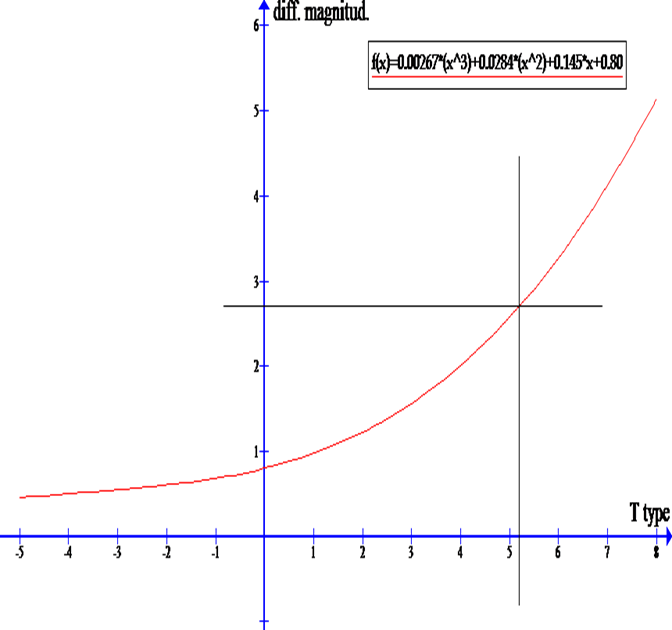 diff. magnitud.
6
f(x)=0.00267*(x^3)+0.0284*(x^2)+0.145*x+0.80
5
4
3
2
1
T type
-5 -4 -3 -2 -1 1 2 3 4 5 6 7 8